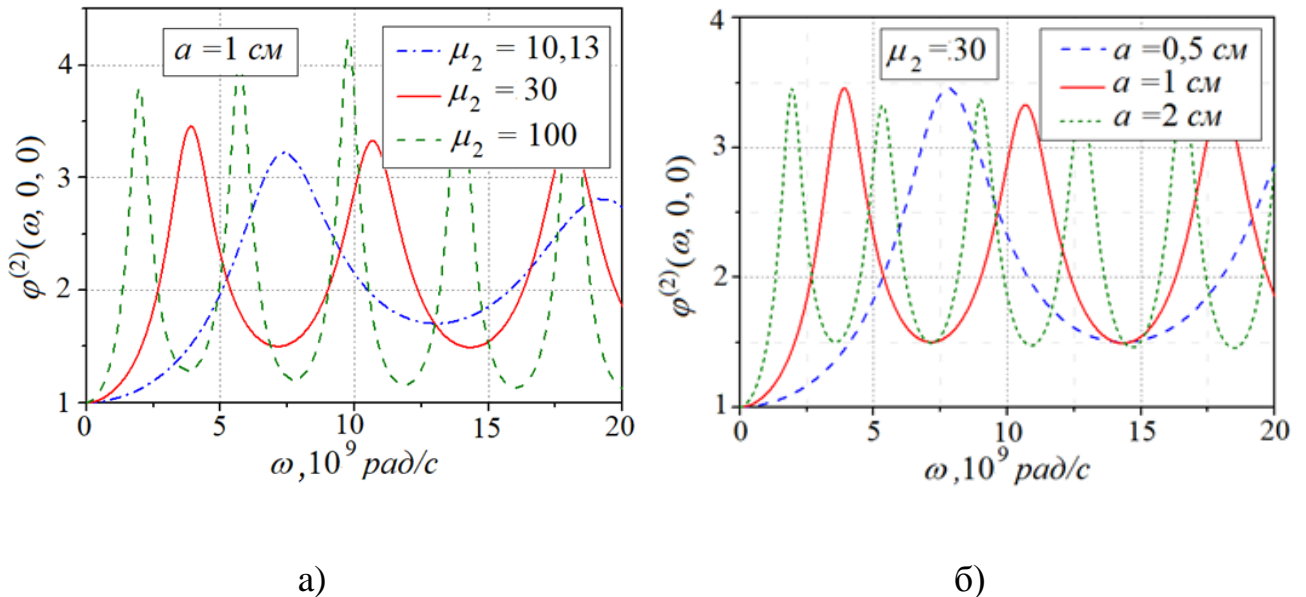 a =1 см
μ₂ = 10,13
μ₂ = 30
μ₂ = 100
φ⁽²⁾(ω, 0, 0)
4
3
2
1
0 5 10 15 20
ω ,10⁹ рад/с
а)
μ₂ =30
a =0,5 см
a =1 см
a =2 см
φ⁽²⁾(ω, 0, 0)
4
3
2
1
0 5 10 15 20
ω ,10⁹ рад/с
б)